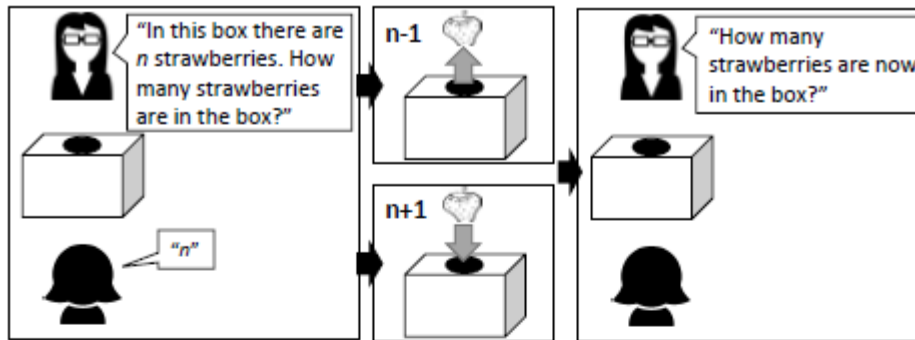 “In this box there are
n strawberries. How
many strawberries
are in the box?”
“n”
n-1
n+1
“How many
strawberries are now
in the box?”